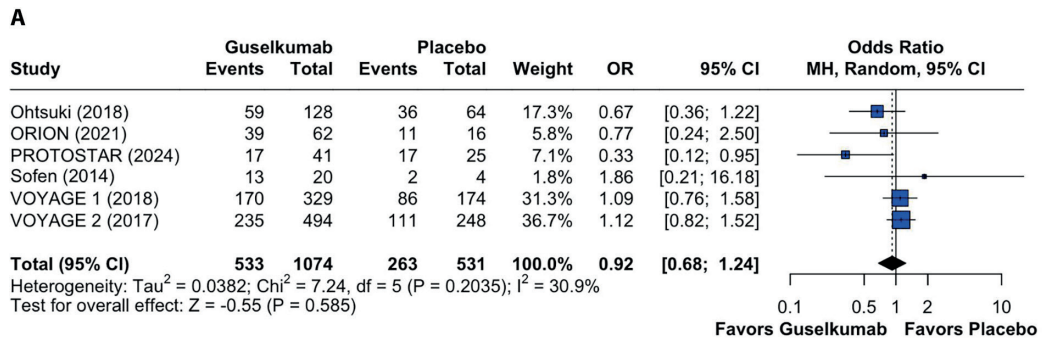 A
Guselkumab Placebo Odds Ratio
Study Events Total Events Total Weight OR 95% CI MH, Random, 95% CI
Ohtsuki (2018) 59 128 36 64 17.3% 0.67 [0.36; 1.22]
ORION (2021) 39 62 11 16 5.8% 0.77 [0.24; 2.50]
PROTOSTAR (2024) 17 41 17 25 7.1% 0.33 [0.12; 0.95]
Sofen (2014) 13 20 2 4 1.8% 1.86 [0.21; 16.18]
VOYAGE 1 (2018) 170 329 86 174 31.3% 1.09 [0.76; 1.58]
VOYAGE 2 (2017) 235 494 111 248 36.7% 1.12 [0.82; 1.52]
Total (95% CI) 533 1074 263 531 100.0% 0.92 [0.68; 1.24]
Heterogeneity: Tau² = 0.0382; Chi² = 7.24, df = 5 (P = 0.2035); I² = 30.9%
Test for overall effect: Z = -0.55 (P = 0.585)
0.1 0.5 1 2 10
Favors Guselkumab Favors Placebo